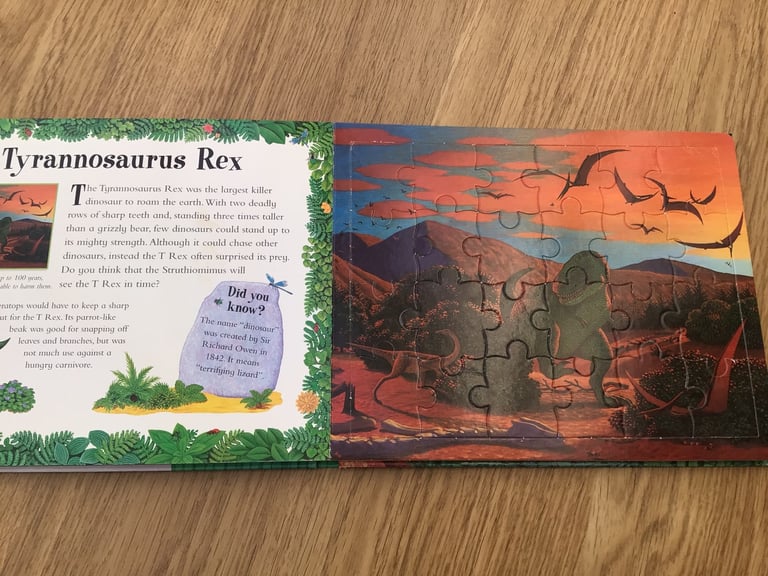 Tyrannosaurus Rex
The Tyrannosaurus Rex was the largest killer
dinosaur to roam the earth. With two deadly
rows of sharp teeth and, standing three times taller
than a grizzly bear, few dinosaurs could stand up to
its mighty strength. Although it could chase other
dinosaurs, instead the T Rex often surprised its prey.
Do you think that the Struthiomimus will
see the T Rex in time?
to 100 years,
able to harm them.
would have to keep a sharp
for the T Rex. Its parrot-like
beak was good for snapping off
leaves and branches, but was
not much use against a
hungry carnivore.
Did you
know?
The name "dinosaur"
was created by Sir
Richard Owen in
1842. It means
"terrifying lizard".